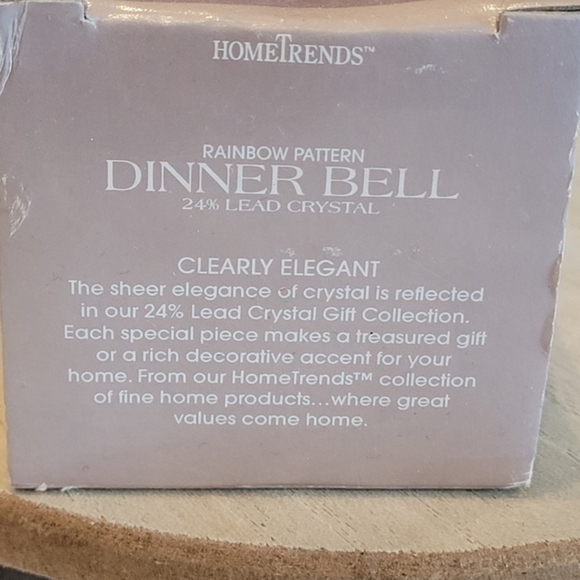 HOMETRENDS™
RAINBOW PATTERN
DINNER BELL
24% LEAD CRYSTAL
CLEARLY ELEGANT
The sheer elegance of crystal is reflected
in our 24% Lead Crystal Gift Collection.
Each special piece makes a treasured gift
or a rich decorative accent for your
home. From our HomeTrends™ collection
of fine home products...where great
values come home.